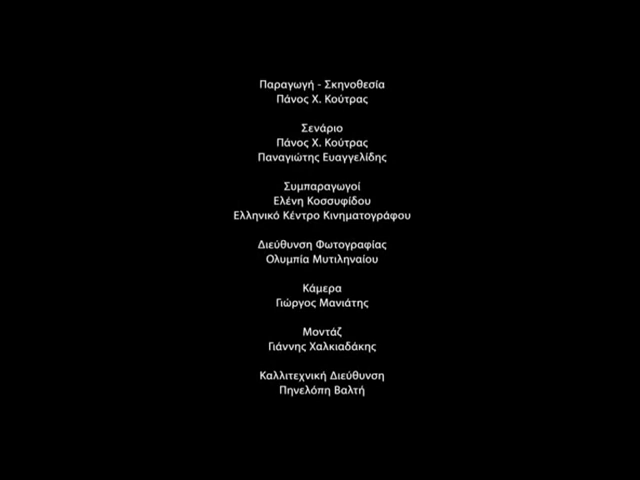 Παραγωγή - Σκηνοθεσία
Πάνος Χ. Κούτρας
Σενάριο
Πάνος Χ. Κούτρας
Παναγιώτης Ευαγγελίδης
Συμπαραγωγοί
Ελένη Κοσσυφίδου
Ελληνικό Κέντρο Κινηματογράφου
Διεύθυνση Φωτογραφίας
Ολυμπία Μυτιληναίου
Κάμερα
Γιώργος Μανιάτης
Μοντάζ
Γιάννης Χαλκιαδάκης
Καλλιτεχνική Διεύθυνση
Πηνελόπη Βαλτή